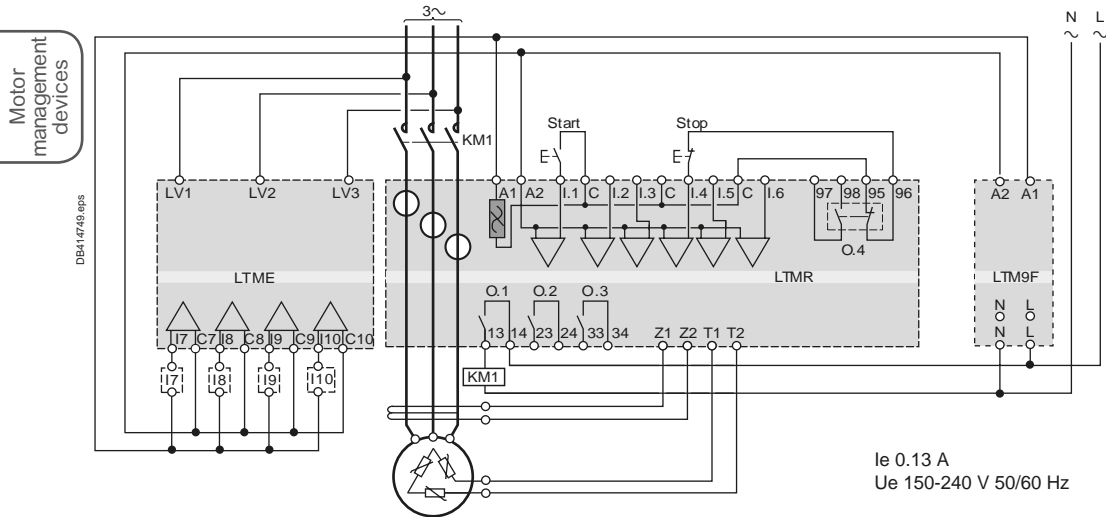 3~
N L
~ ~
Motor
management
devices
DB414749.eps
Start
Stop
KM1
LV1 LV2 LV3
A1 A2 I.1 C I.2 I.3 C I.4 I.5 C I.6 97 98 95 96
A2 A1
O.4
LTME
LTMR
LTM9F
O.1 O.2 O.3
N L
N L
13 14 23 24 33 34 Z1 Z2 T1 T2
I7 C7 I8 C8 I9 C9 I10 C10
I7 I8 I9 I10
KM1
Ie 0.13 A
Ue 150-240 V 50/60 Hz